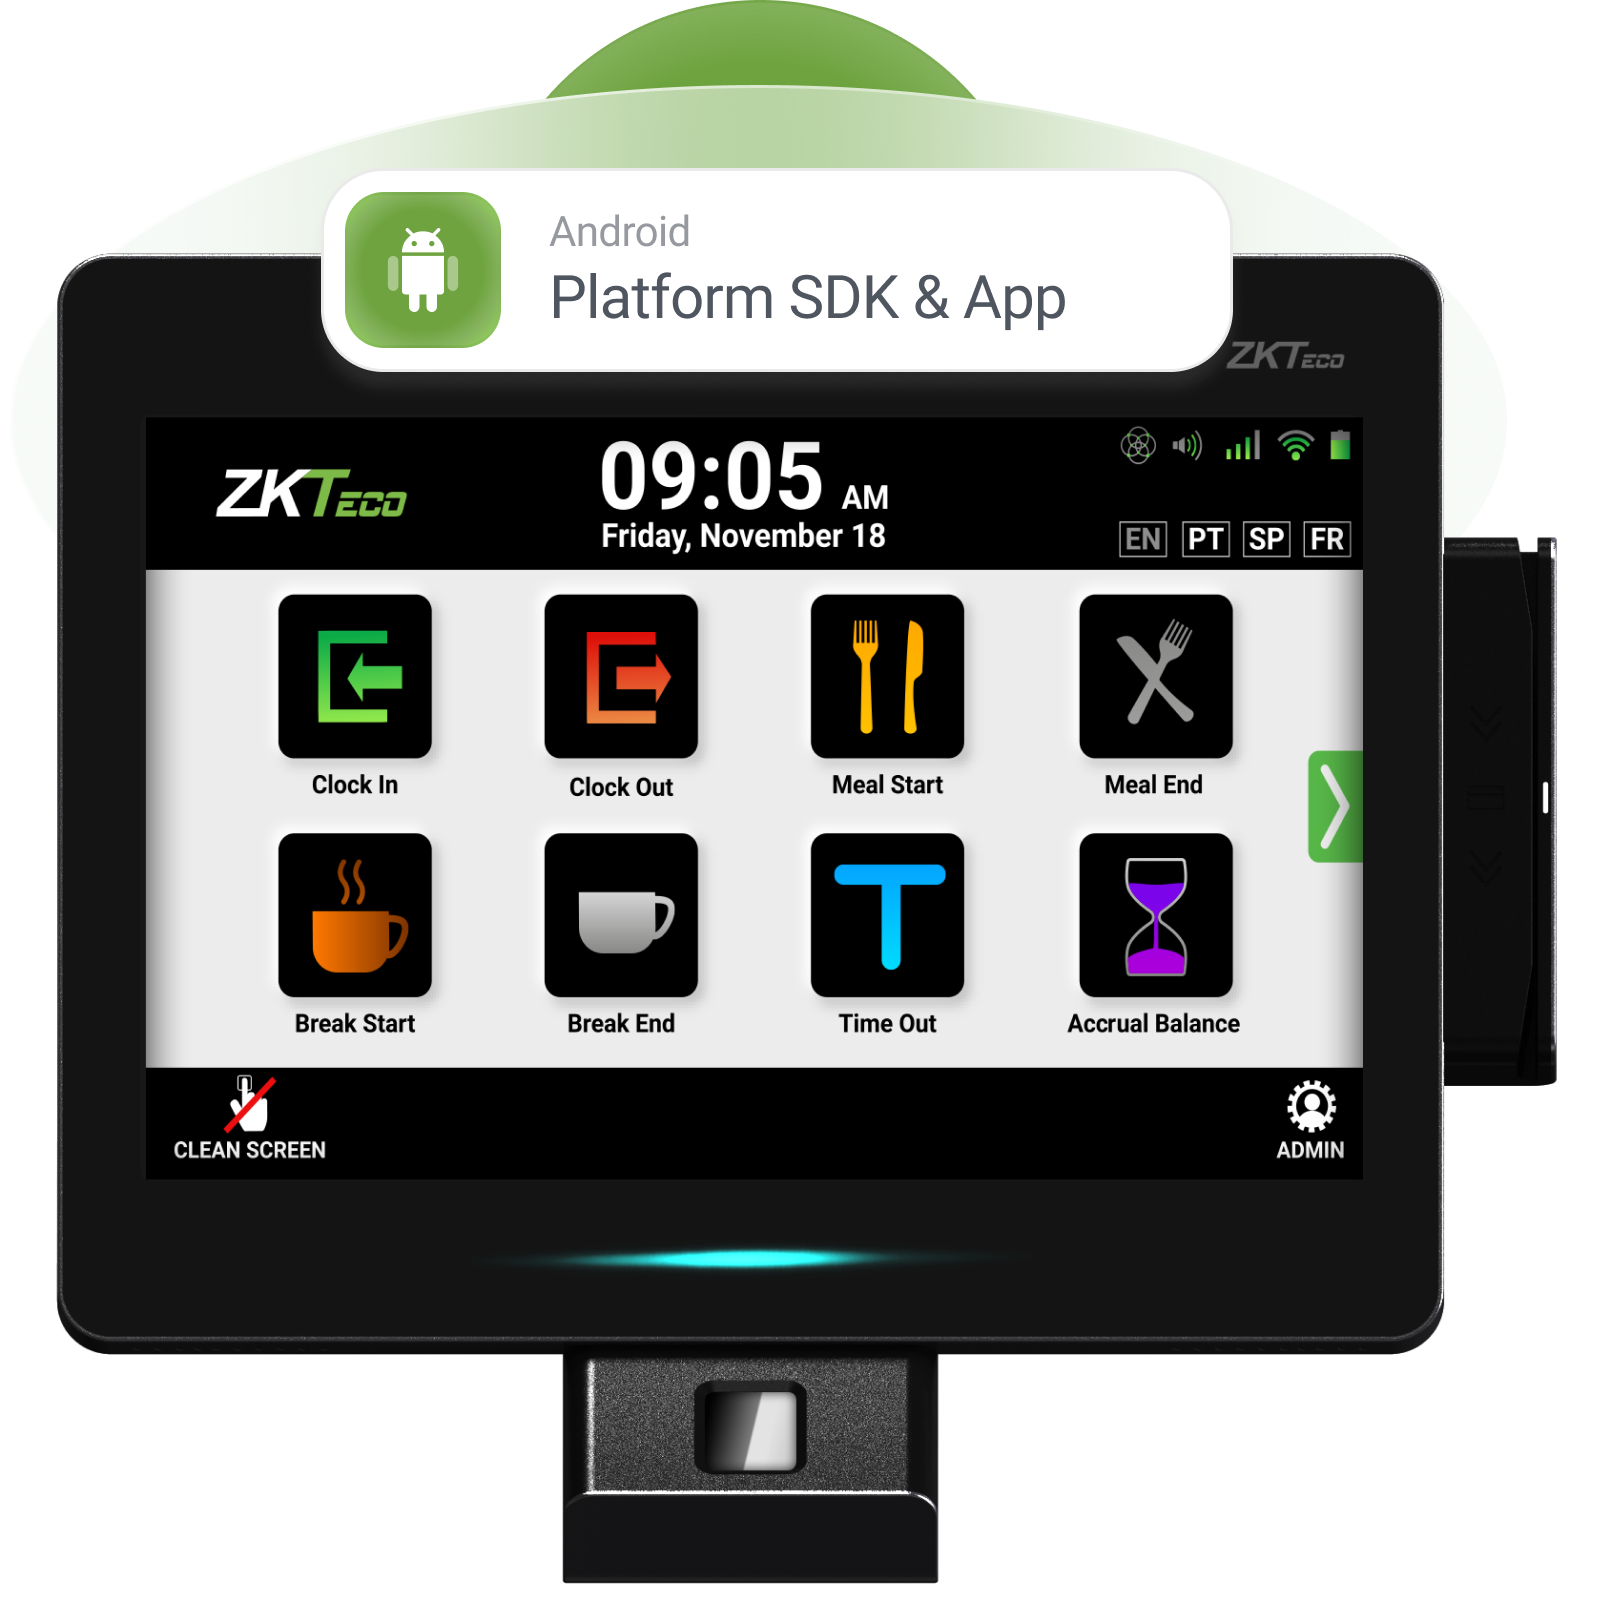 Android
Platform SDK & App
ZKTECO
ZKTECO
09:05 AM
Friday, November 18
EN PT SP FR
Clock In
Clock Out
Meal Start
Meal End
Break Start
Break End
Time Out
Accrual Balance
CLEAN SCREEN
ADMIN